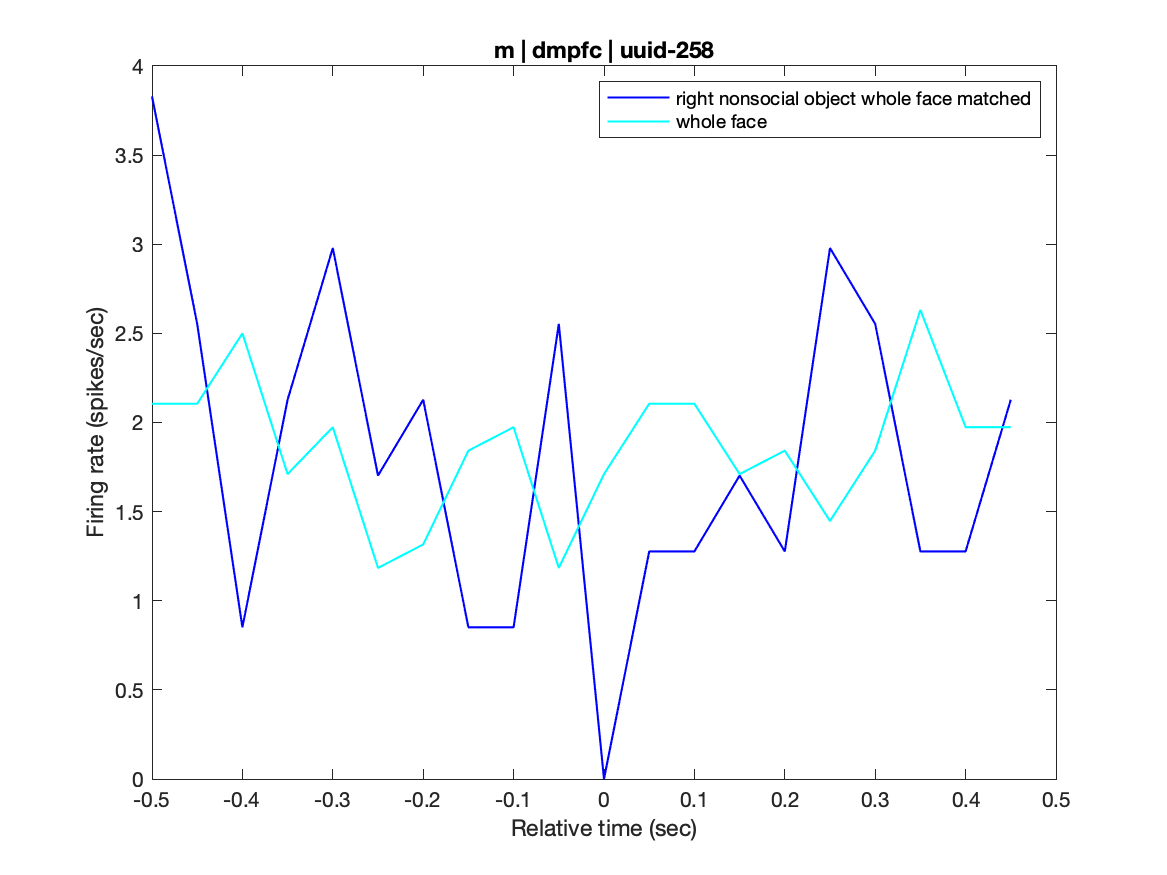 m | dmpfc | uuid-258
right nonsocial object whole face matched
whole face
4
3.5
3
2.5
2
1.5
1
0.5
0
Firing rate (spikes/sec)
-0.5 -0.4 -0.3 -0.2 -0.1 0 0.1 0.2 0.3 0.4 0.5
Relative time (sec)